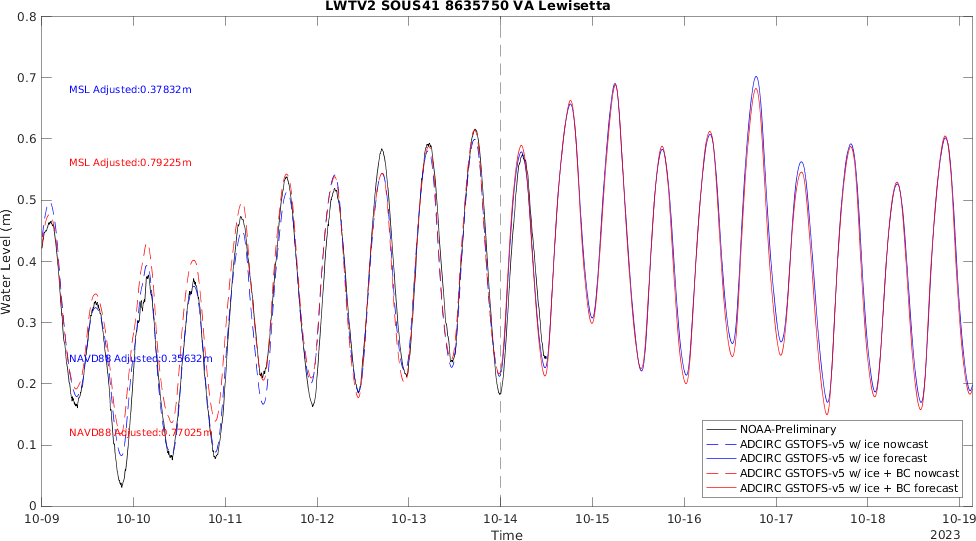 LWTV2 SOUS41 8635750 VA Lewisetta
0.8
0.7
0.6
0.5
0.4
0.3
0.2
0.1
0
Water Level (m)
MSL Adjusted:0.37832m
MSL Adjusted:0.79225m
NAVD88 Adjusted:0.35632m
NAVD88 Adjusted:0.77025m
NOAA-Preliminary
ADCIRC GSTOFS-v5 w/ ice nowcast
ADCIRC GSTOFS-v5 w/ ice forecast
ADCIRC GSTOFS-v5 w/ ice + BC nowcast
ADCIRC GSTOFS-v5 w/ ice + BC forecast
10-09 10-10 10-11 10-12 10-13 10-14 10-15 10-16 10-17 10-18 10-19
Time
2023